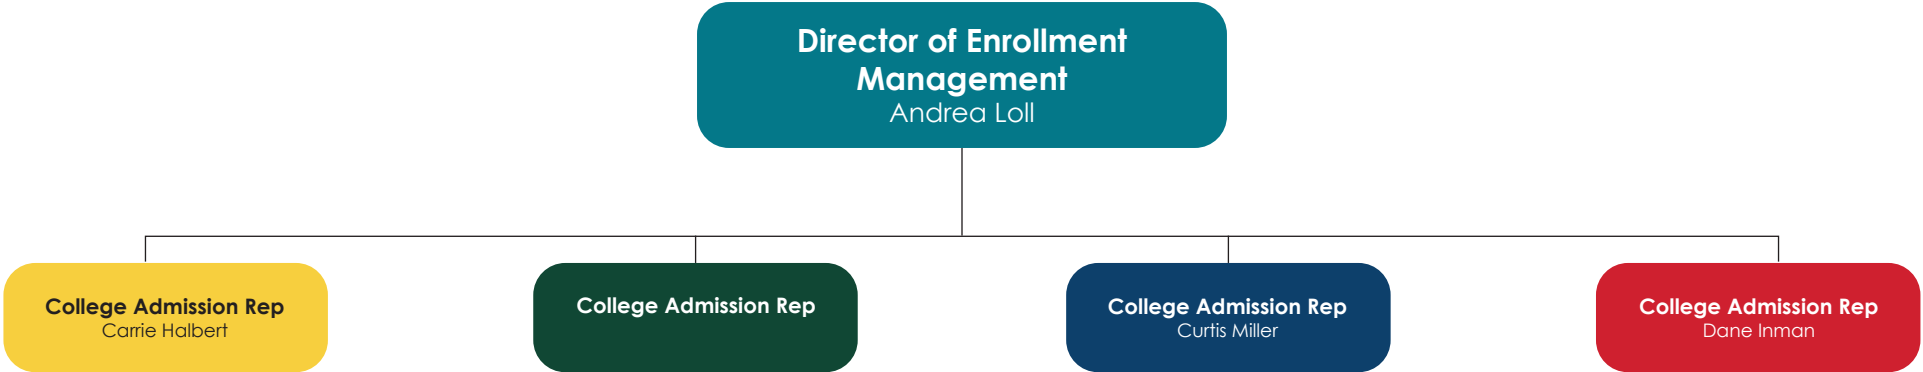 Director of Enrollment
Management
Andrea Loll
College Admission Rep
Carrie Halbert
College Admission Rep
College Admission Rep
Curtis Miller
College Admission Rep
Dane Inman